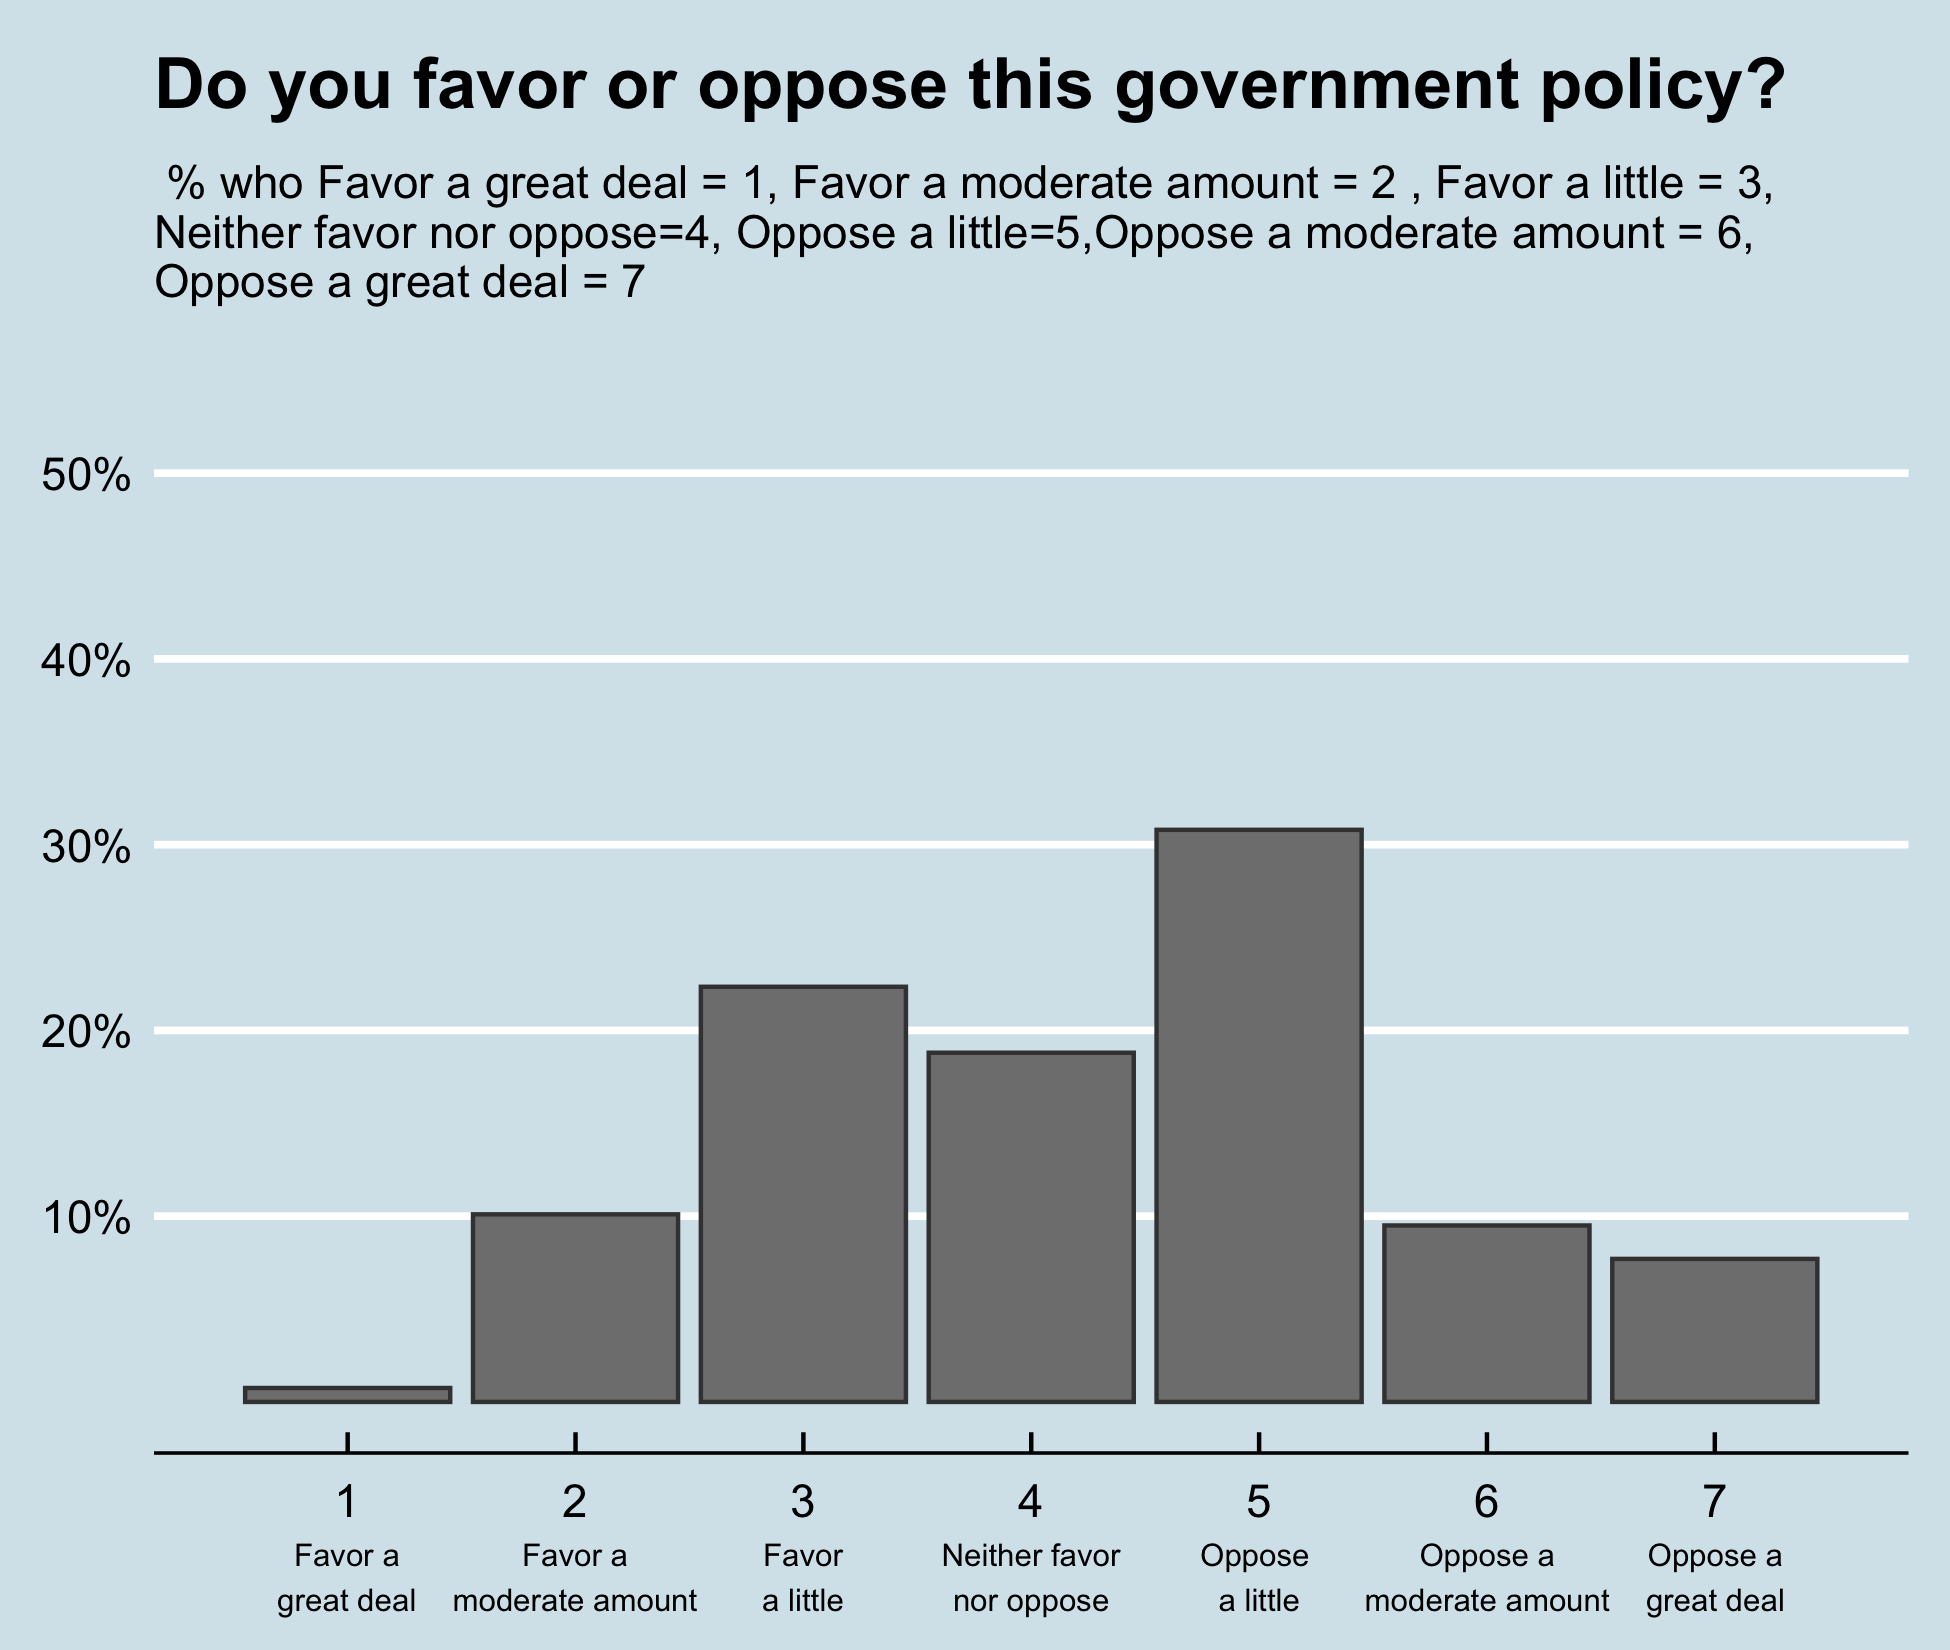 Do you favor or oppose this government policy?
% who Favor a great deal = 1, Favor a moderate amount = 2 , Favor a little = 3,
Neither favor nor oppose=4, Oppose a little=5,Oppose a moderate amount = 6,
Oppose a great deal = 7
50%
40%
30%
20%
10%
1 2 3 4 5 6 7
Favor a Favor a Favor Neither favor Oppose Oppose a Oppose a
great deal moderate amount a little nor oppose a little moderate amount great deal